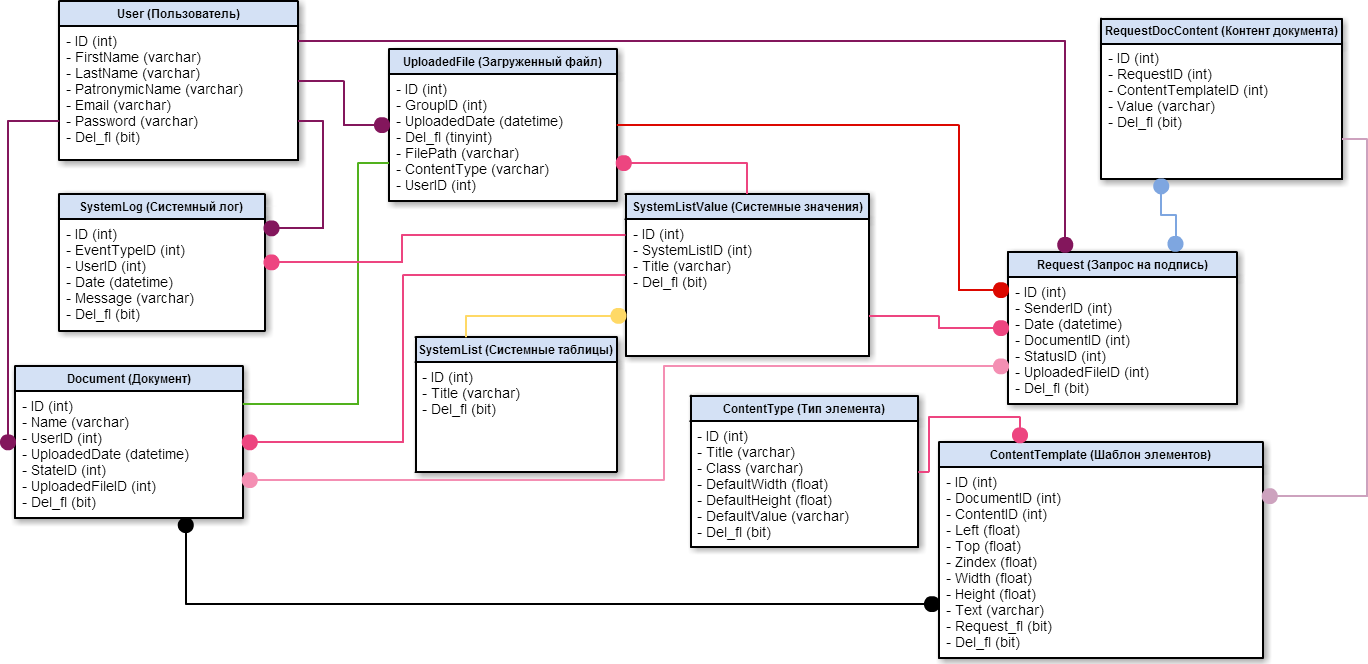 User (Пользователь)
- ID (int)
- FirstName (varchar)
- LastName (varchar)
- PatronymicName (varchar)
- Email (varchar)
- Password (varchar)
- Del_fl (bit)
UploadedFile (Загруженный файл)
- ID (int)
- GroupID (int)
- UploadedDate (datetime)
- Del_fl (tinyint)
- FilePath (varchar)
- ContentType (varchar)
- UserID (int)
RequestDocContent (Контент документа)
- ID (int)
- RequestID (int)
- ContentTemplateID (int)
- Value (varchar)
- Del_fl (bit)
SystemLog (Системный лог)
- ID (int)
- EventTypeID (int)
- UserID (int)
- Date (datetime)
- Message (varchar)
- Del_fl (bit)
SystemListValue (Системные значения)
- ID (int)
- SystemListID (int)
- Title (varchar)
- Del_fl (bit)
Request (Запрос на подпись)
- ID (int)
- SenderID (int)
- Date (datetime)
- DocumentID (int)
- StatusID (int)
- UploadedFileID (int)
- Del_fl (bit)
SystemList (Системные таблицы)
- ID (int)
- Title (varchar)
- Del_fl (bit)
Document (Документ)
- ID (int)
- Name (varchar)
- UserID (int)
- UploadedDate (datetime)
- StateID (int)
- UploadedFileID (int)
- Del_fl (bit)
ContentType (Тип элемента)
- ID (int)
- Title (varchar)
- Class (varchar)
- DefaultWidth (float)
- DefaultHeight (float)
- DefaultValue (varchar)
- Del_fl (bit)
ContentTemplate (Шаблон элементов)
- ID (int)
- DocumentID (int)
- ContentID (int)
- Left (float)
- Top (float)
- Zindex (float)
- Width (float)
- Height (float)
- Text (varchar)
- Request_fl (bit)
- Del_fl (bit)